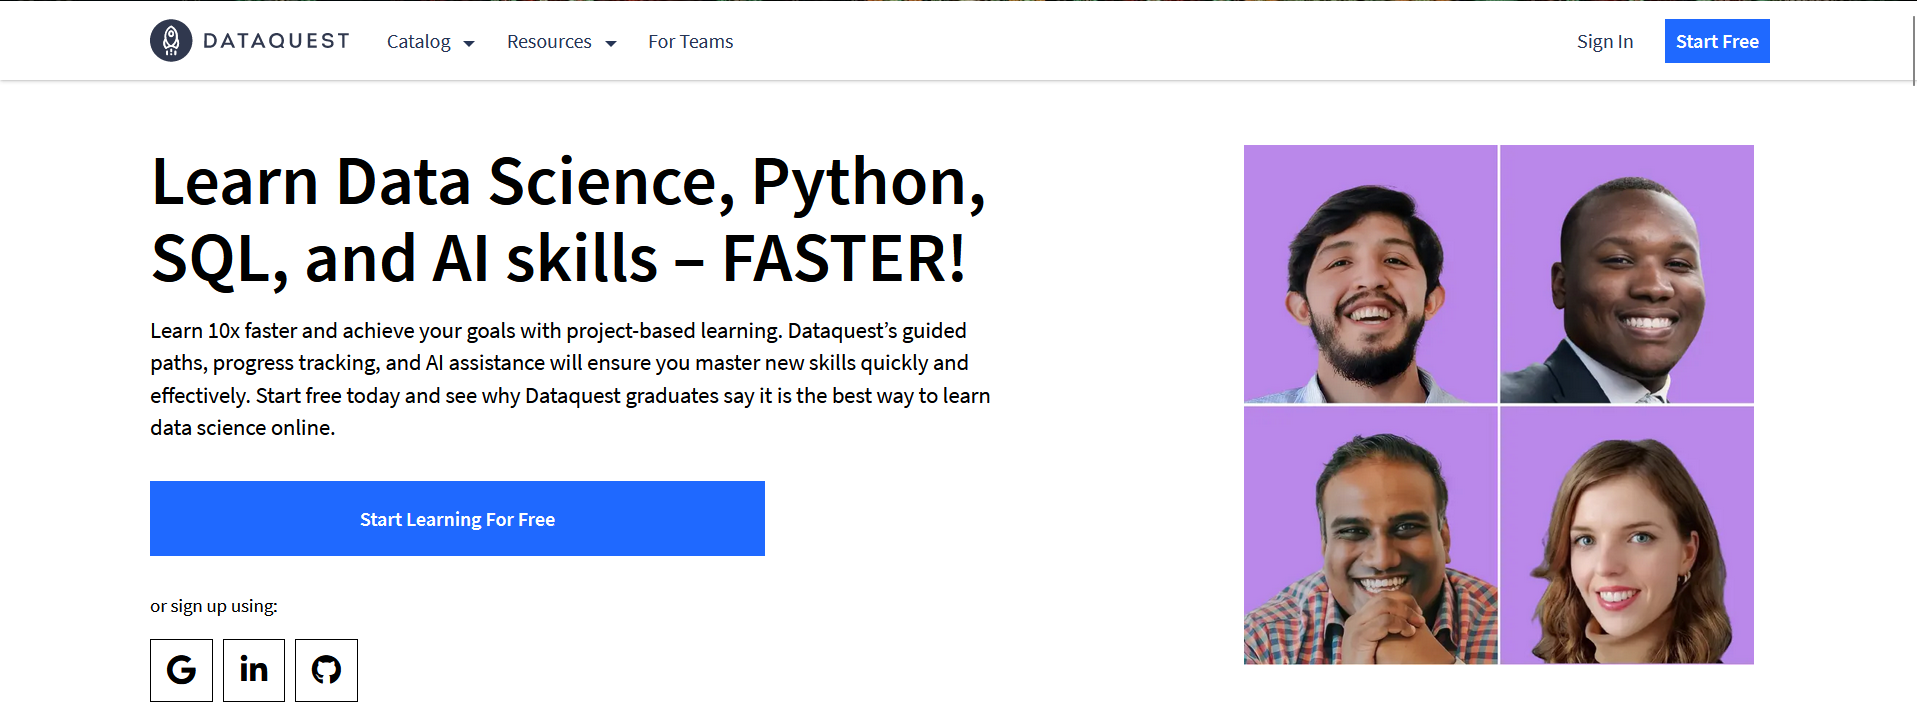 DATAQUEST Catalog Resources For Teams Sign In Start Free
Learn Data Science, Python,
SQL, and AI skills – FASTER!
Learn 10x faster and achieve your goals with project-based learning. Dataquest’s guided
paths, progress tracking, and AI assistance will ensure you master new skills quickly and
effectively. Start free today and see why Dataquest graduates say it is the best way to learn
data science online.
Start Learning For Free
or sign up using:
G in